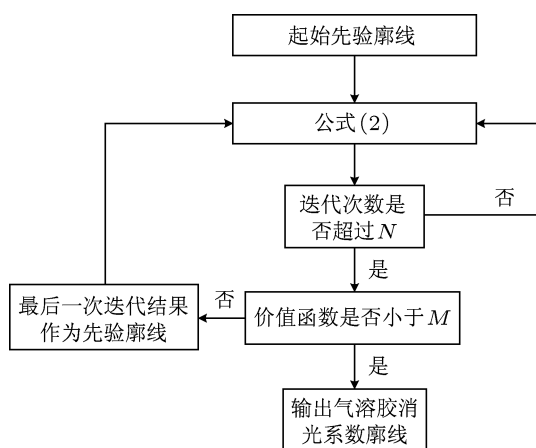 起始先验廓线
公式(2)
迭代次数是
否超过N
否
是
价值函数是否小于M
否
最后一次迭代结果
作为先验廓线
是
输出气溶胶消
光系数廓线